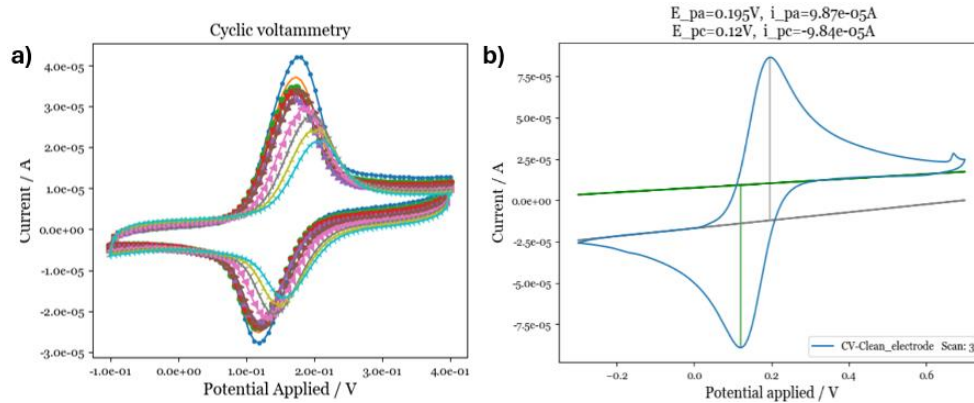 a)
Cyclic voltammetry
Current / A
4.0e-05
3.0e-05
2.0e-05
1.0e-05
0.0e+00
-1.0e-05
-2.0e-05
-3.0e-05
-1.0e-01 0.0e+00 1.0e-01 2.0e-01 3.0e-01 4.0e-01
Potential Applied / V
b)
E_pa=0.195V, i_pa=9.87e-05A
E_pc=0.12V, i_pc=-9.84e-05A
Current / A
7.5e-05
5.0e-05
2.5e-05
0.0e+00
-2.5e-05
-5.0e-05
-7.5e-05
CV-Clean_electrode Scan: 3
−0.2 0.0 0.2 0.4 0.6
Potential applied / V